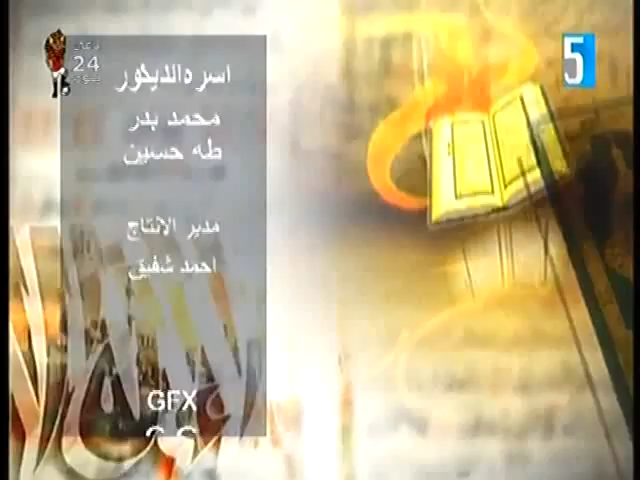 24
5
اسره الديكور
محمد بدر
طه حسين
مدير الانتاج
احمد شفيق
GFX